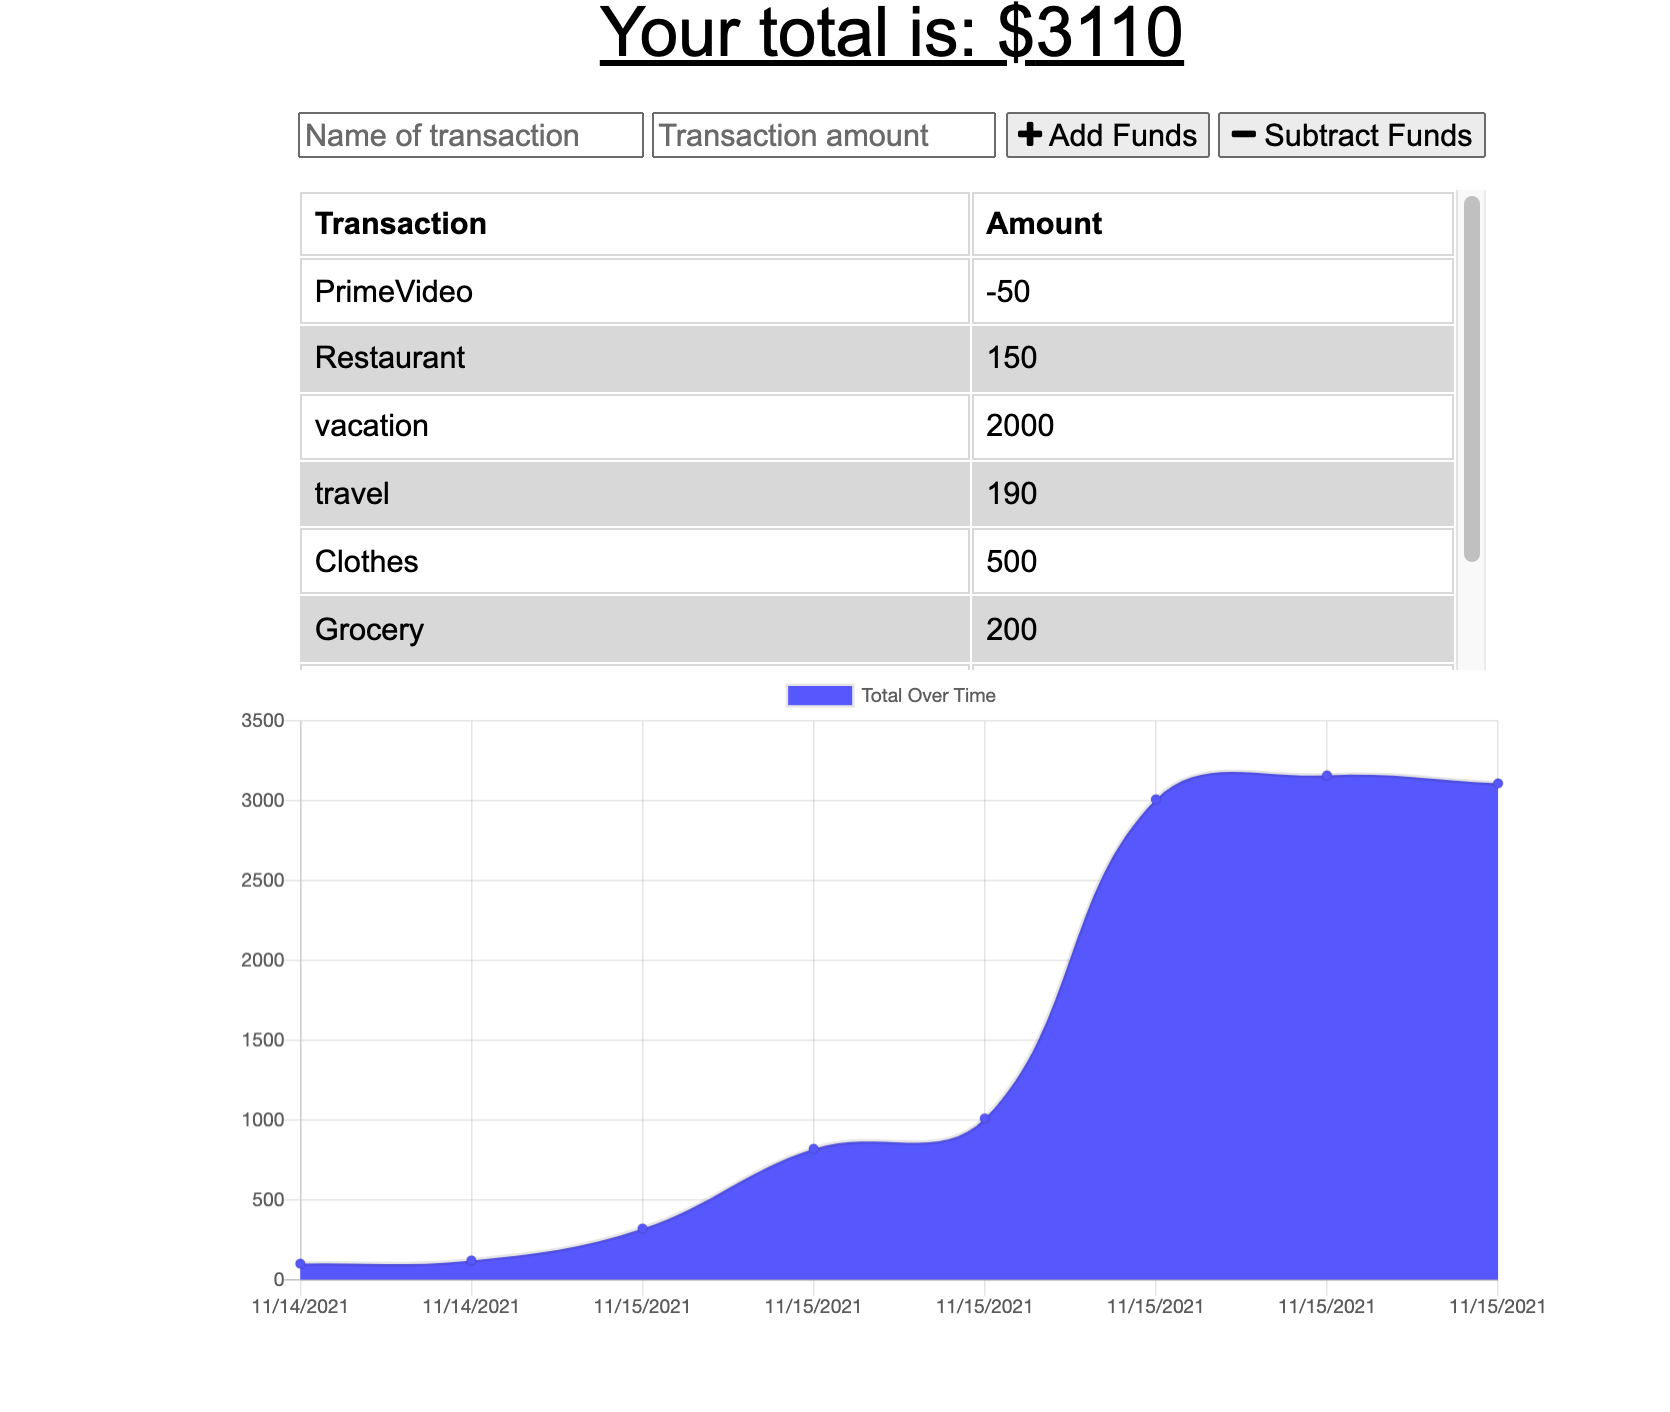 Your total is: $3110
Name of transaction Transaction amount + Add Funds − Subtract Funds
Transaction Amount
PrimeVideo -50
Restaurant 150
vacation 2000
travel 190
Clothes 500
Grocery 200
Total Over Time
3500
3000
2500
2000
1500
1000
500
0
11/14/2021 11/14/2021 11/15/2021 11/15/2021 11/15/2021 11/15/2021 11/15/2021 11/15/2021